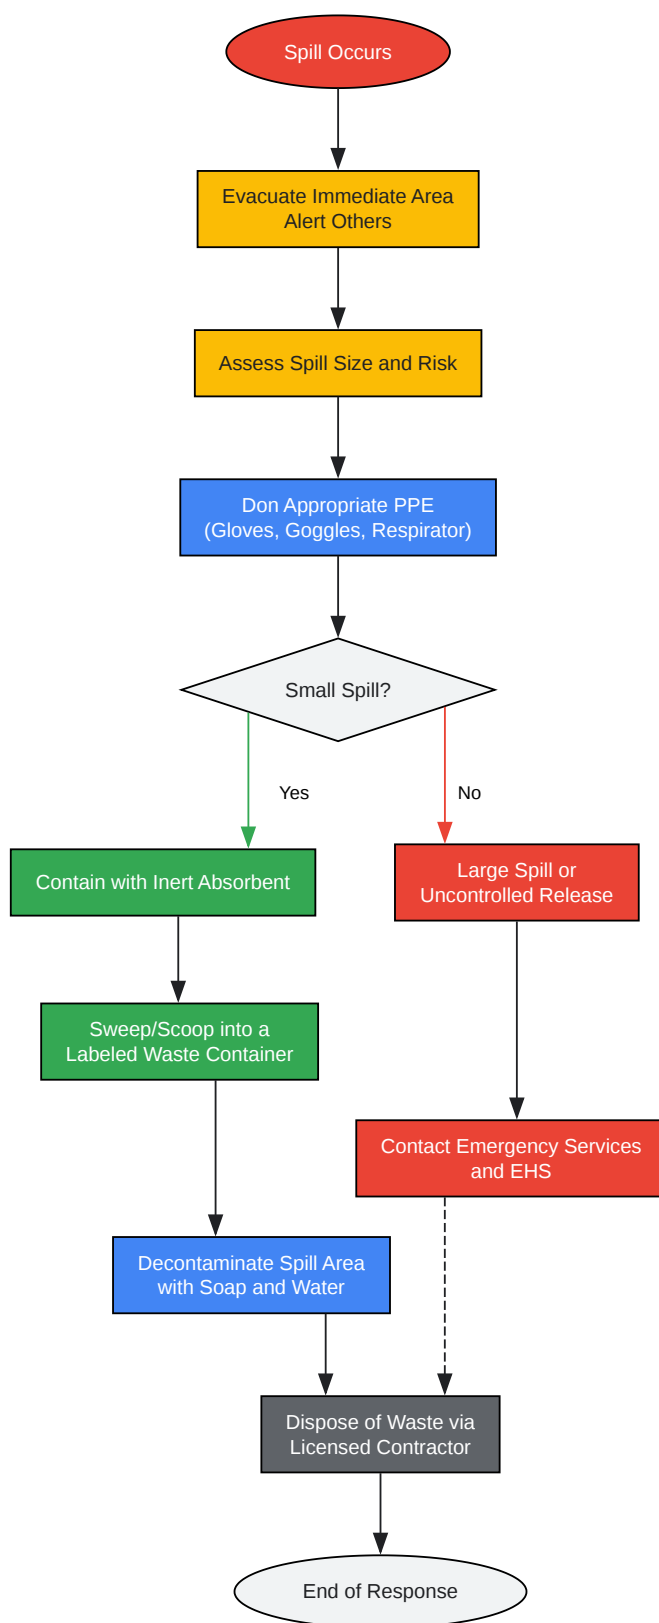 Spill Occurs
Evacuate Immediate Area
Alert Others
Assess Spill Size and Risk
Don Appropriate PPE
(Gloves, Goggles, Respirator)
Small Spill?
Yes
No
Contain with Inert Absorbent
Large Spill or
Uncontrolled Release
Sweep/Scoop into a
Labeled Waste Container
Contact Emergency Services
and EHS
Decontaminate Spill Area
with Soap and Water
Dispose of Waste via
Licensed Contractor
End of Response